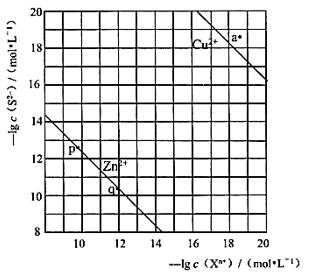 20
18
16
14
12
10
8
10
12
14
16
18
20
—lg c (S²⁻) / (mol•L⁻¹)
Cu²⁺
a
p
Zn²⁺
q
—lg c (Xⁿ⁺) / (mol•L⁻¹)